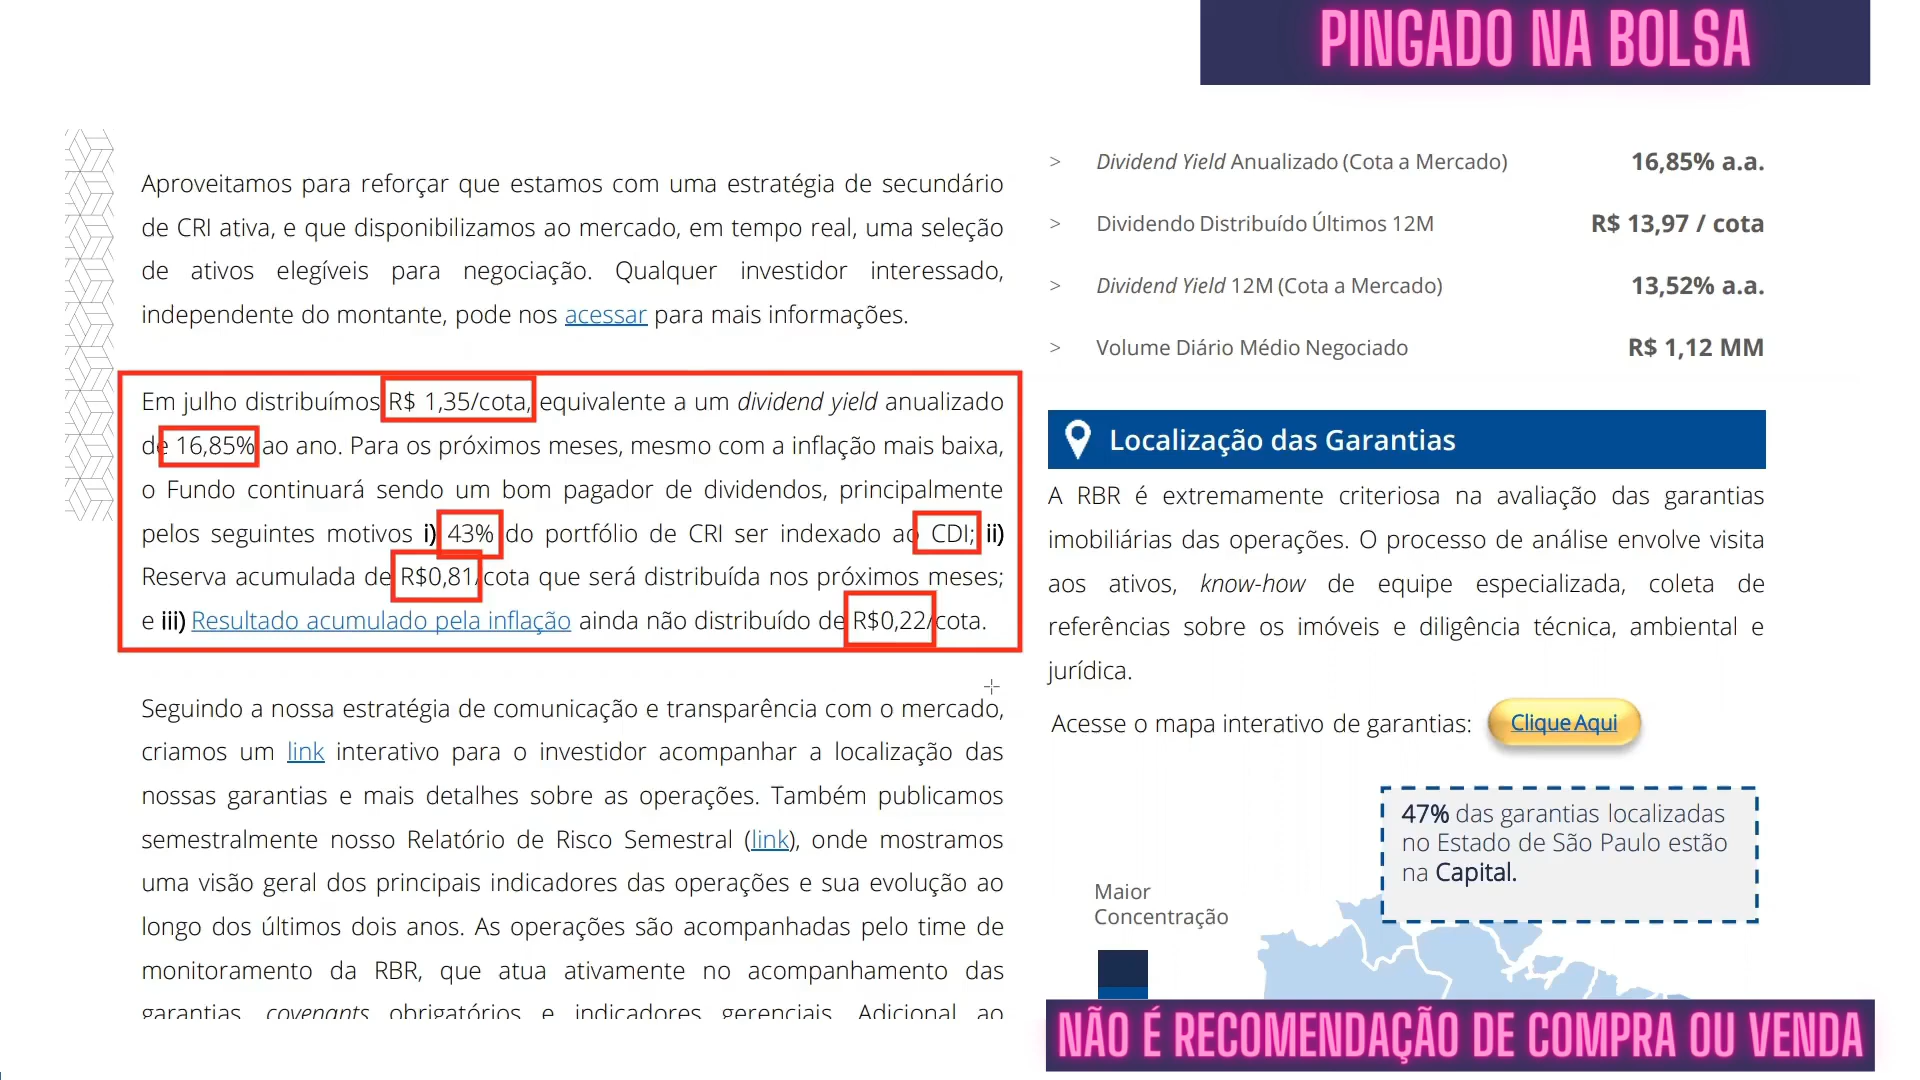 PINGADO NA BOLSA
Aproveitamos para reforçar que estamos com uma estratégia de secundário
de CRI ativa, e que disponibilizamos ao mercado, em tempo real, uma seleção
de ativos elegíveis para negociação. Qualquer investidor interessado,
independente do montante, pode nos acessar para mais informações.
Em julho distribuímos R$ 1,35/cota, equivalente a um dividend yield anualizado
de 16,85% ao ano. Para os próximos meses, mesmo com a inflação mais baixa,
o Fundo continuará sendo um bom pagador de dividendos, principalmente
pelos seguintes motivos i) 43% do portfólio de CRI ser indexado ao CDI; ii)
Reserva acumulada de R$0,81/cota que será distribuída nos próximos meses;
e iii) Resultado acumulado pela inflação ainda não distribuído de R$0,22/cota.
Seguindo a nossa estratégia de comunicação e transparência com o mercado,
criamos um link interativo para o investidor acompanhar a localização das
nossas garantias e mais detalhes sobre as operações. Também publicamos
semestralmente nosso Relatório de Risco Semestral (link), onde mostramos
uma visão geral dos principais indicadores das operações e sua evolução ao
longo dos últimos dois anos. As operações são acompanhadas pelo time de
monitoramento da RBR, que atua ativamente no acompanhamento das
garantias, covenants obrigatórios e indicadores gerenciais. Adicional ao
> Dividend Yield Anualizado (Cota a Mercado) 16,85% a.a.
> Dividendo Distribuído Últimos 12M R$ 13,97 / cota
> Dividend Yield 12M (Cota a Mercado) 13,52% a.a.
> Volume Diário Médio Negociado R$ 1,12 MM
Localização das Garantias
A RBR é extremamente criteriosa na avaliação das garantias
imobiliárias das operações. O processo de análise envolve visita
aos ativos, know-how de equipe especializada, coleta de
referências sobre os imóveis e diligência técnica, ambiental e
jurídica.
Acesse o mapa interativo de garantias: Clique Aqui
47% das garantias localizadas
no Estado de São Paulo estão
na Capital.
Maior
Concentração
NÃO É RECOMENDAÇÃO DE COMPRA OU VENDA